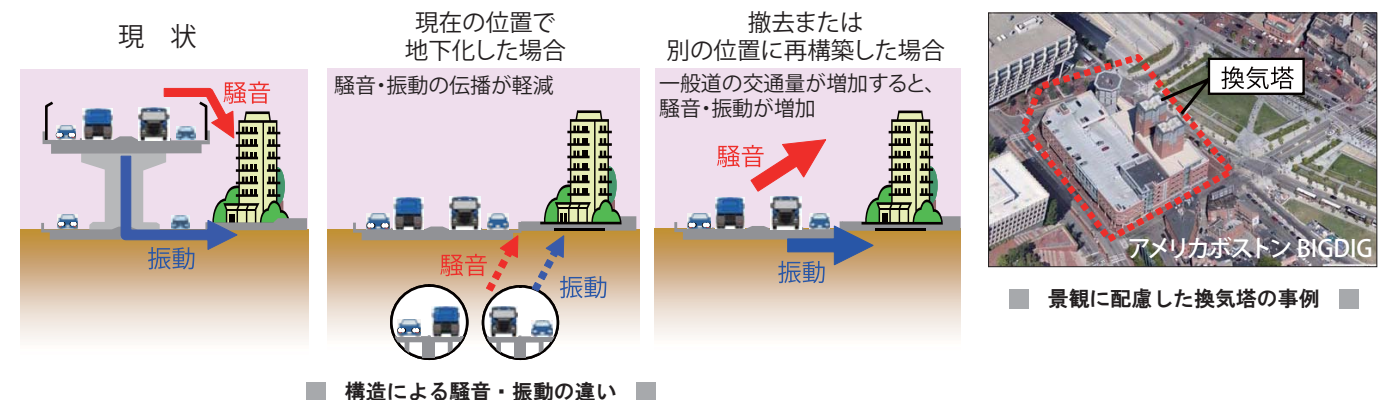 現 状
騒音
振動
現在の位置で
地下化した場合
騒音・振動の伝播が軽減
騒音
振動
撤去または
別の位置に再構築した場合
一般道の交通量が増加すると、
騒音・振動が増加
騒音
振動
■ 構造による騒音・振動の違い ■
換気塔
アメリカボストン BIGDIG
■ 景観に配慮した換気塔の事例 ■